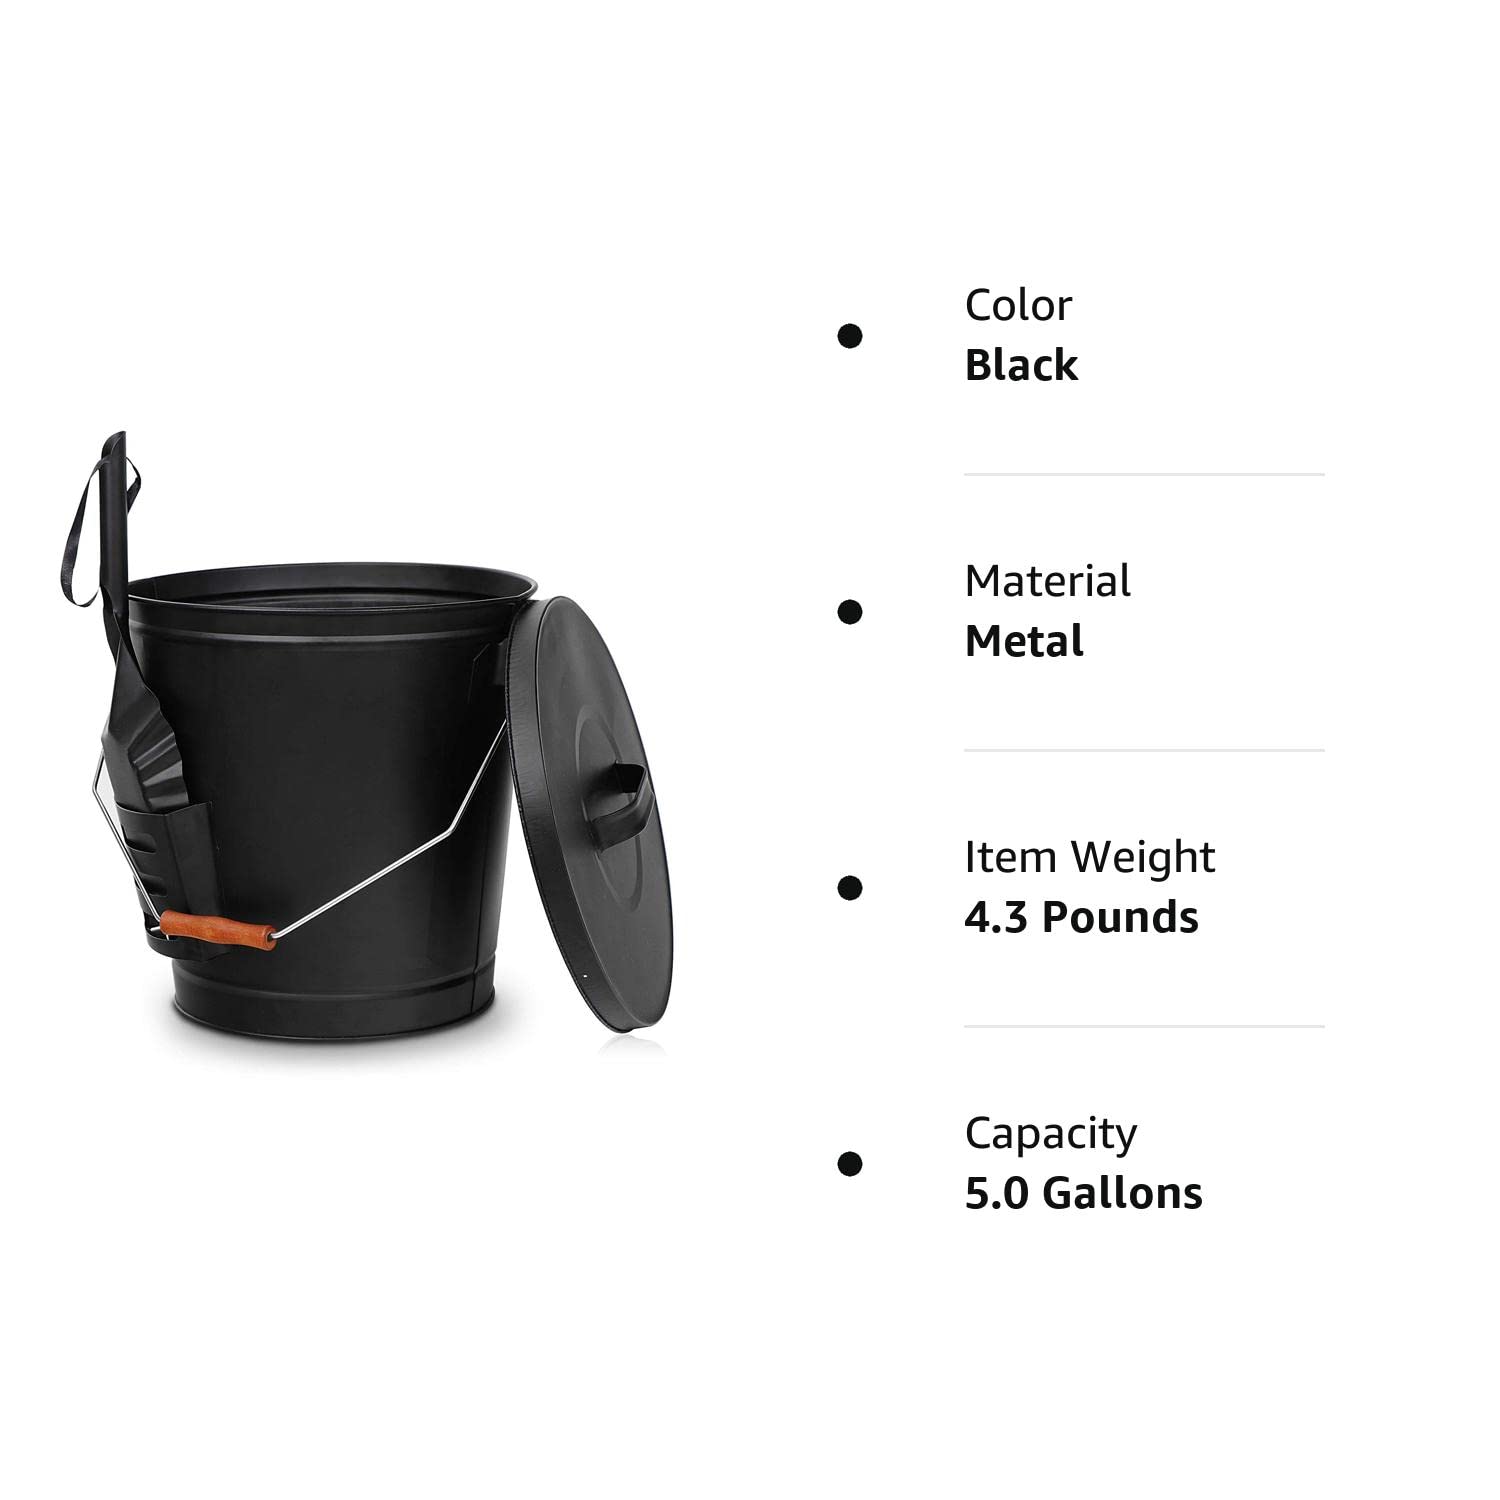 Color
Black
Material
Metal
Item Weight
4.3 Pounds
Capacity
5.0 Gallons